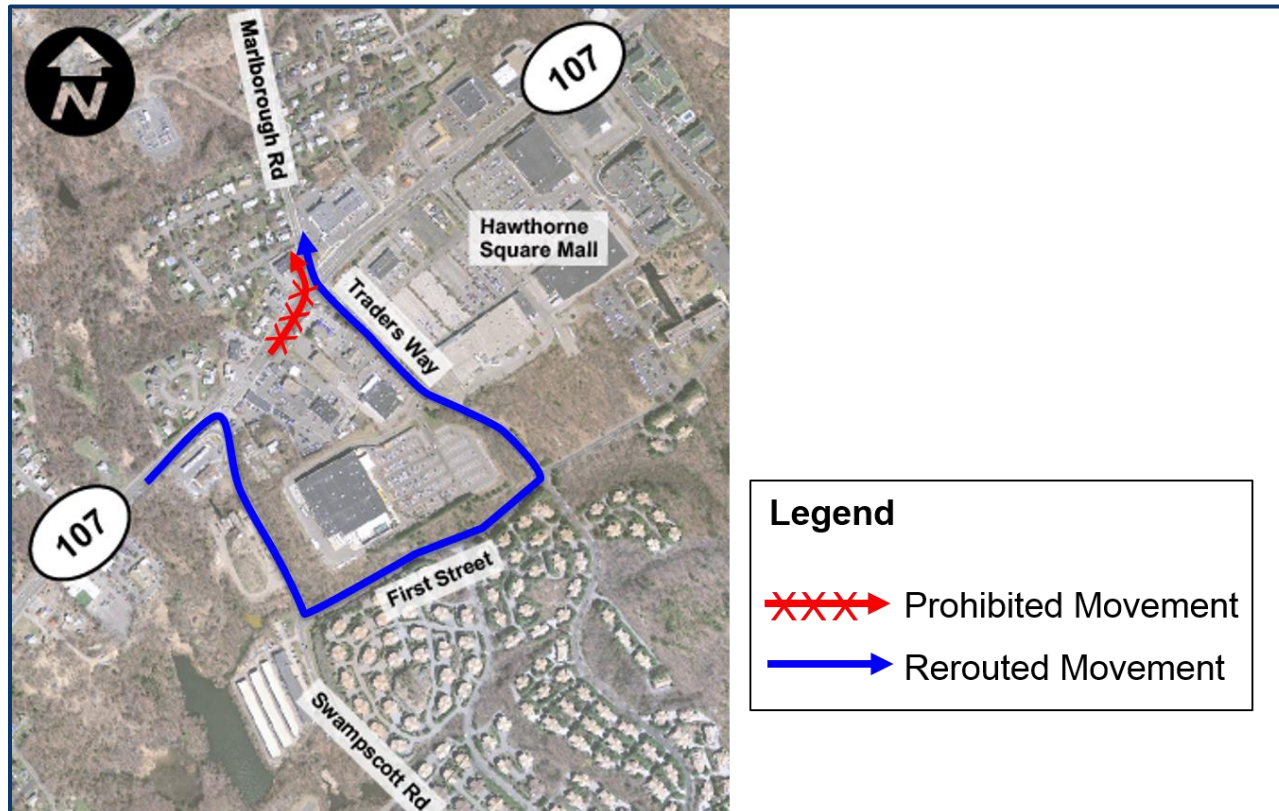 N
Marlborough Rd
107
Hawthorne
Square Mall
Traders Way
107
First Street
Swampscott Rd
Legend
Prohibited Movement
Rerouted Movement